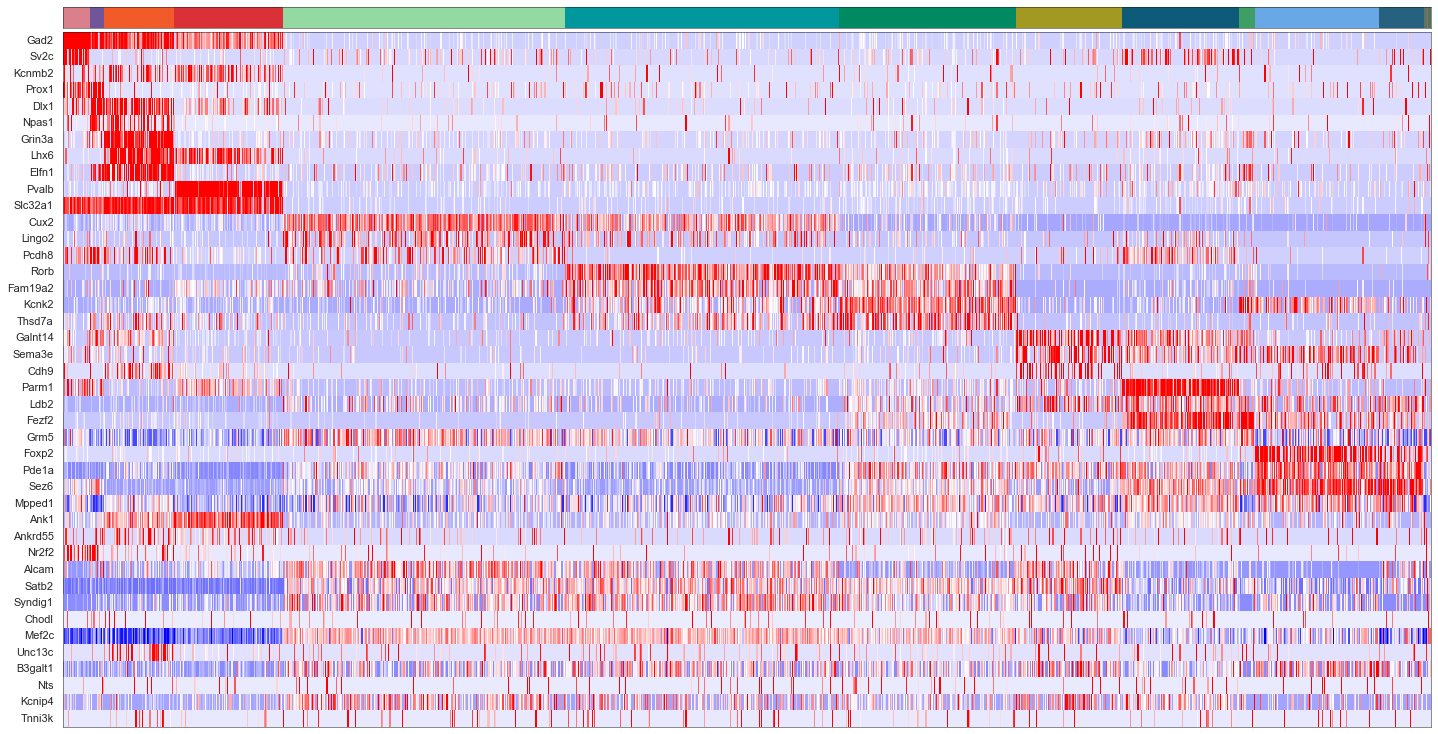 Gad2
Sv2c
Kcnmb2
Prox1
Dlx1
Npas1
Grin3a
Lhx6
Elfn1
Pvalb
Slc32a1
Cux2
Lingo2
Pcdh8
Rorb
Fam19a2
Kcnk2
Thsd7a
Galnt14
Sema3e
Cdh9
Parm1
Ldb2
Fezf2
Grm5
Foxp2
Pde1a
Sez6
Mpped1
Ank1
Ankrd55
Nr2f2
Alcam
Satb2
Syndig1
Chodl
Mef2c
Unc13c
B3galt1
Nts
Kcnip4
Tnni3k